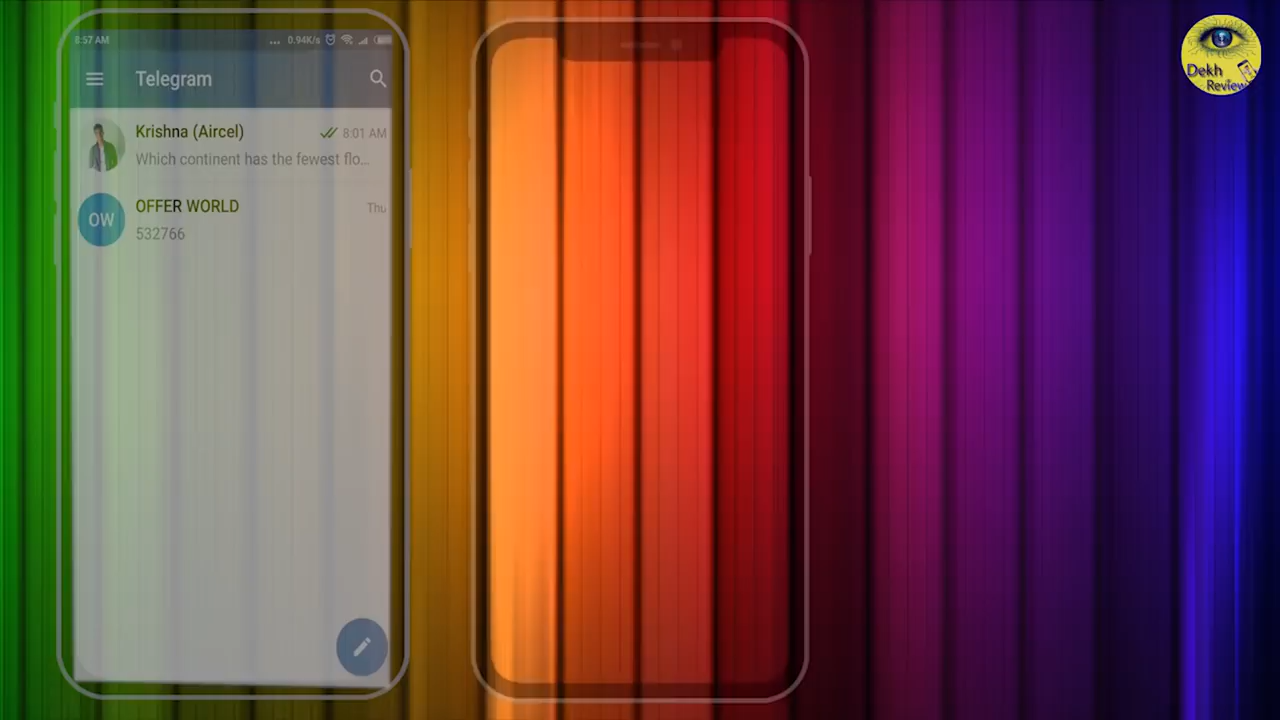 8:57 AM
... 0.94K/s
Telegram
Krishna (Aircel)
8:01 AM
Which continent has the fewest flo...
OW
OFFER WORLD
Thu
532766
Dekh
Review